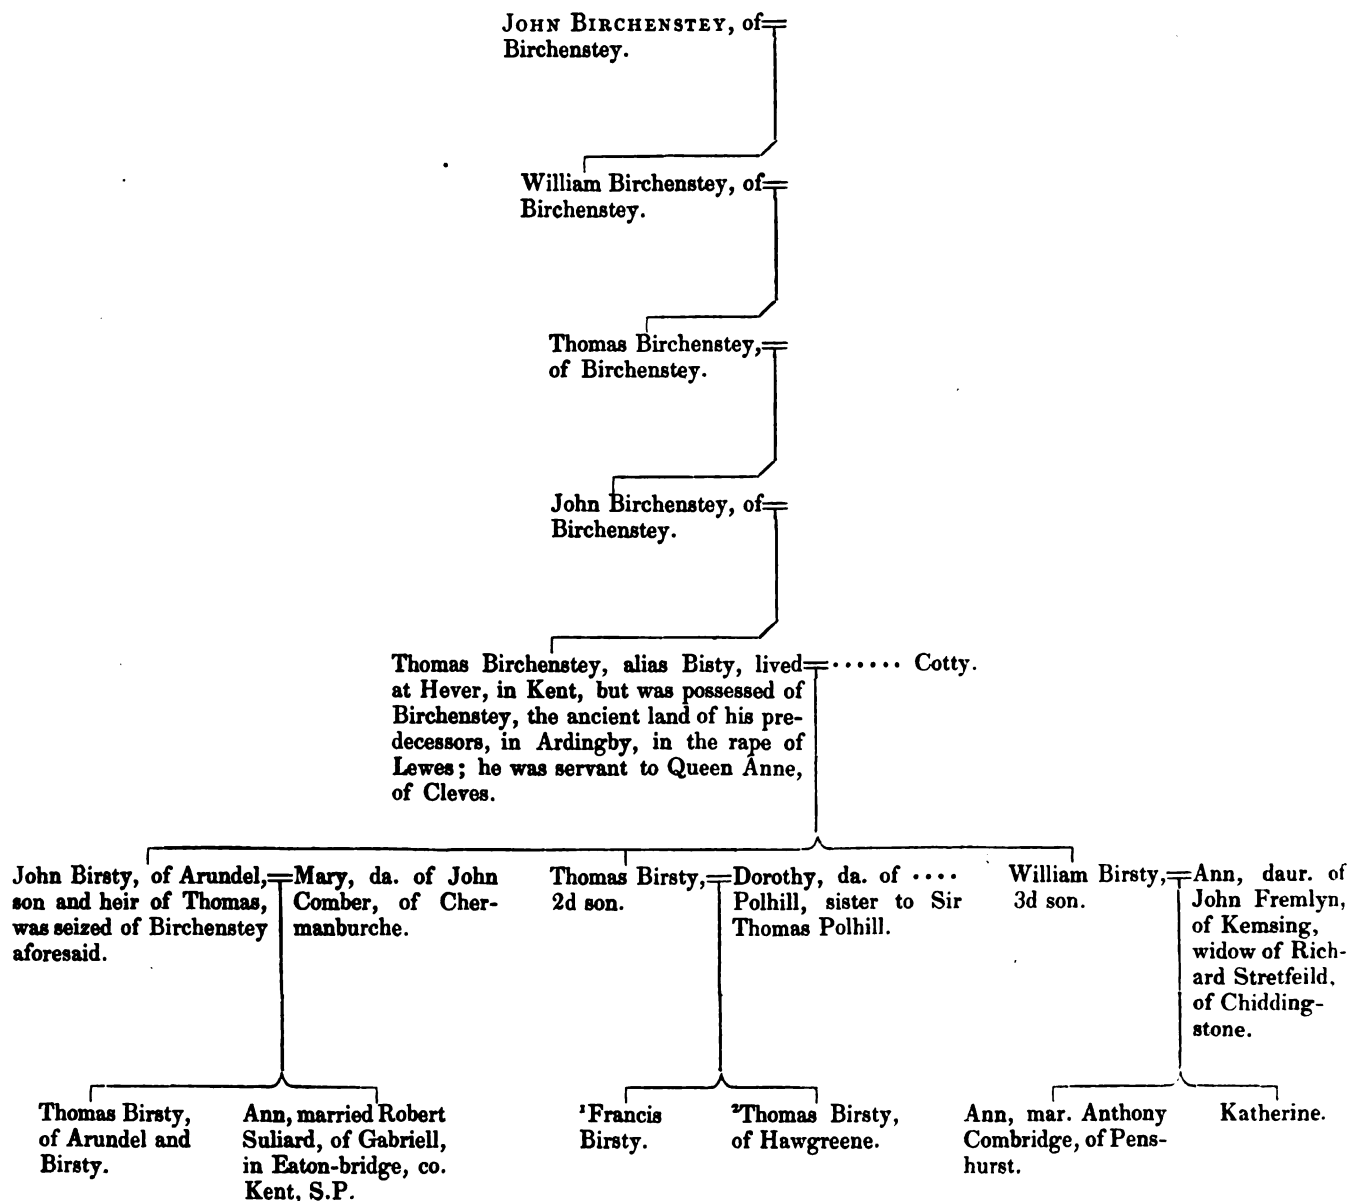 JOHN BIRCHENSTEY, of
Birchenstey.
William Birchenstey, of
Birchenstey.
Thomas Birchenstey,
of Birchenstey.
John Birchenstey, of
Birchenstey.
Thomas Birchenstey, alias Bisty, lived
at Hever, in Kent, but was possessed of
Birchenstey, the ancient land of his pre-
decessors, in Ardingby, in the rape of
Lewes; he was servant to Queen Anne,
of Cleves.
...... Cotty.
John Birsty, of Arundel,
son and heir of Thomas,
was seized of Birchenstey
aforesaid.
Mary, da. of John
Comber, of Cher-
manburche.
Thomas Birsty,
2d son.
Dorothy, da. of ....
Polhill, sister to Sir
Thomas Polhill.
William Birsty,
3d son.
Ann, daur. of
John Fremlyn,
of Kemsing,
widow of Rich-
ard Stretfeild,
of Chidding-
stone.
Thomas Birsty,
of Arundel and
Birsty.
Ann, married Robert
Suliard, of Gabriell,
in Eaton-bridge, co.
Kent, S.P.
¹Francis
Birsty.
²Thomas Birsty,
of Hawgreene.
Ann, mar. Anthony
Combridge, of Pens-
hurst.
Katherine.